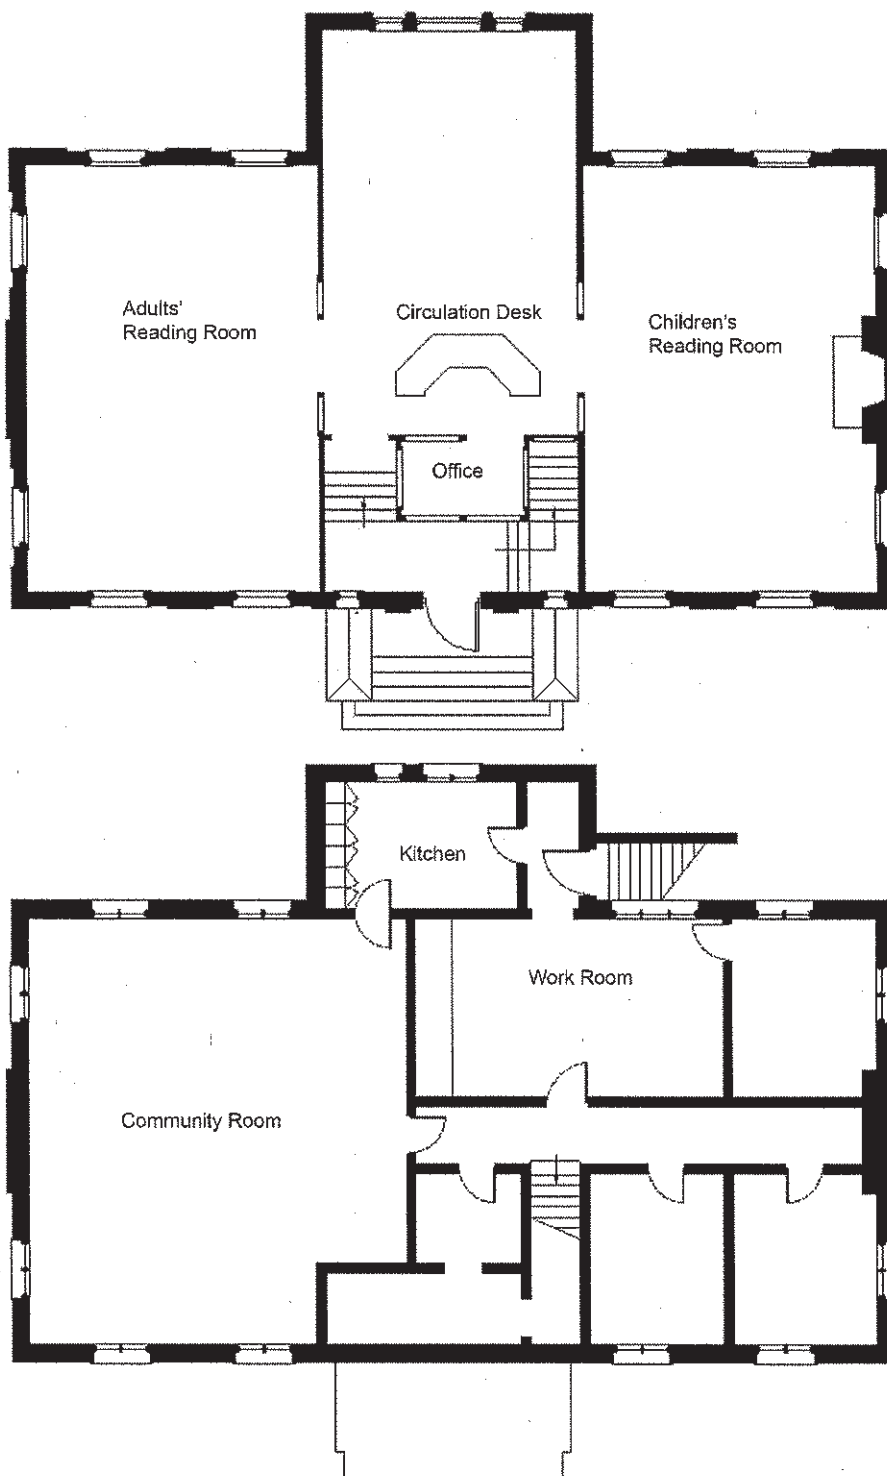 Adults'
Reading Room
Circulation Desk
Children's
Reading Room
Office
Kitchen
Work Room
Community Room